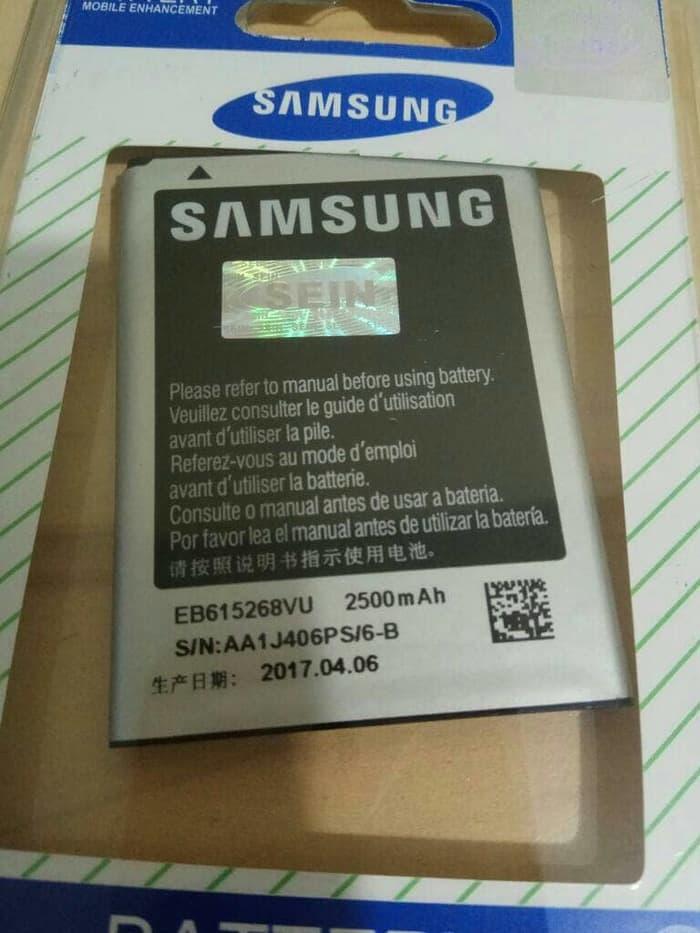 MOBILE ENHANCEMENT
SAMSUNG
SAMSUNG
SEIN
Please refer to manual before using battery.
Veuillez consulter le guide d'utilisation
avant d'utiliser la pile.
Referez-vous au mode d'emploi
avant d'utiliser la batterie.
Consulte o manual antes de usar a bateria.
Por favor lea el manual antes de utilizar la batería.
请按照说明书指示使用电池。
EB615268VU 2500mAh
S/N:AA1J406PS/6-B
生产日期: 2017.04.06